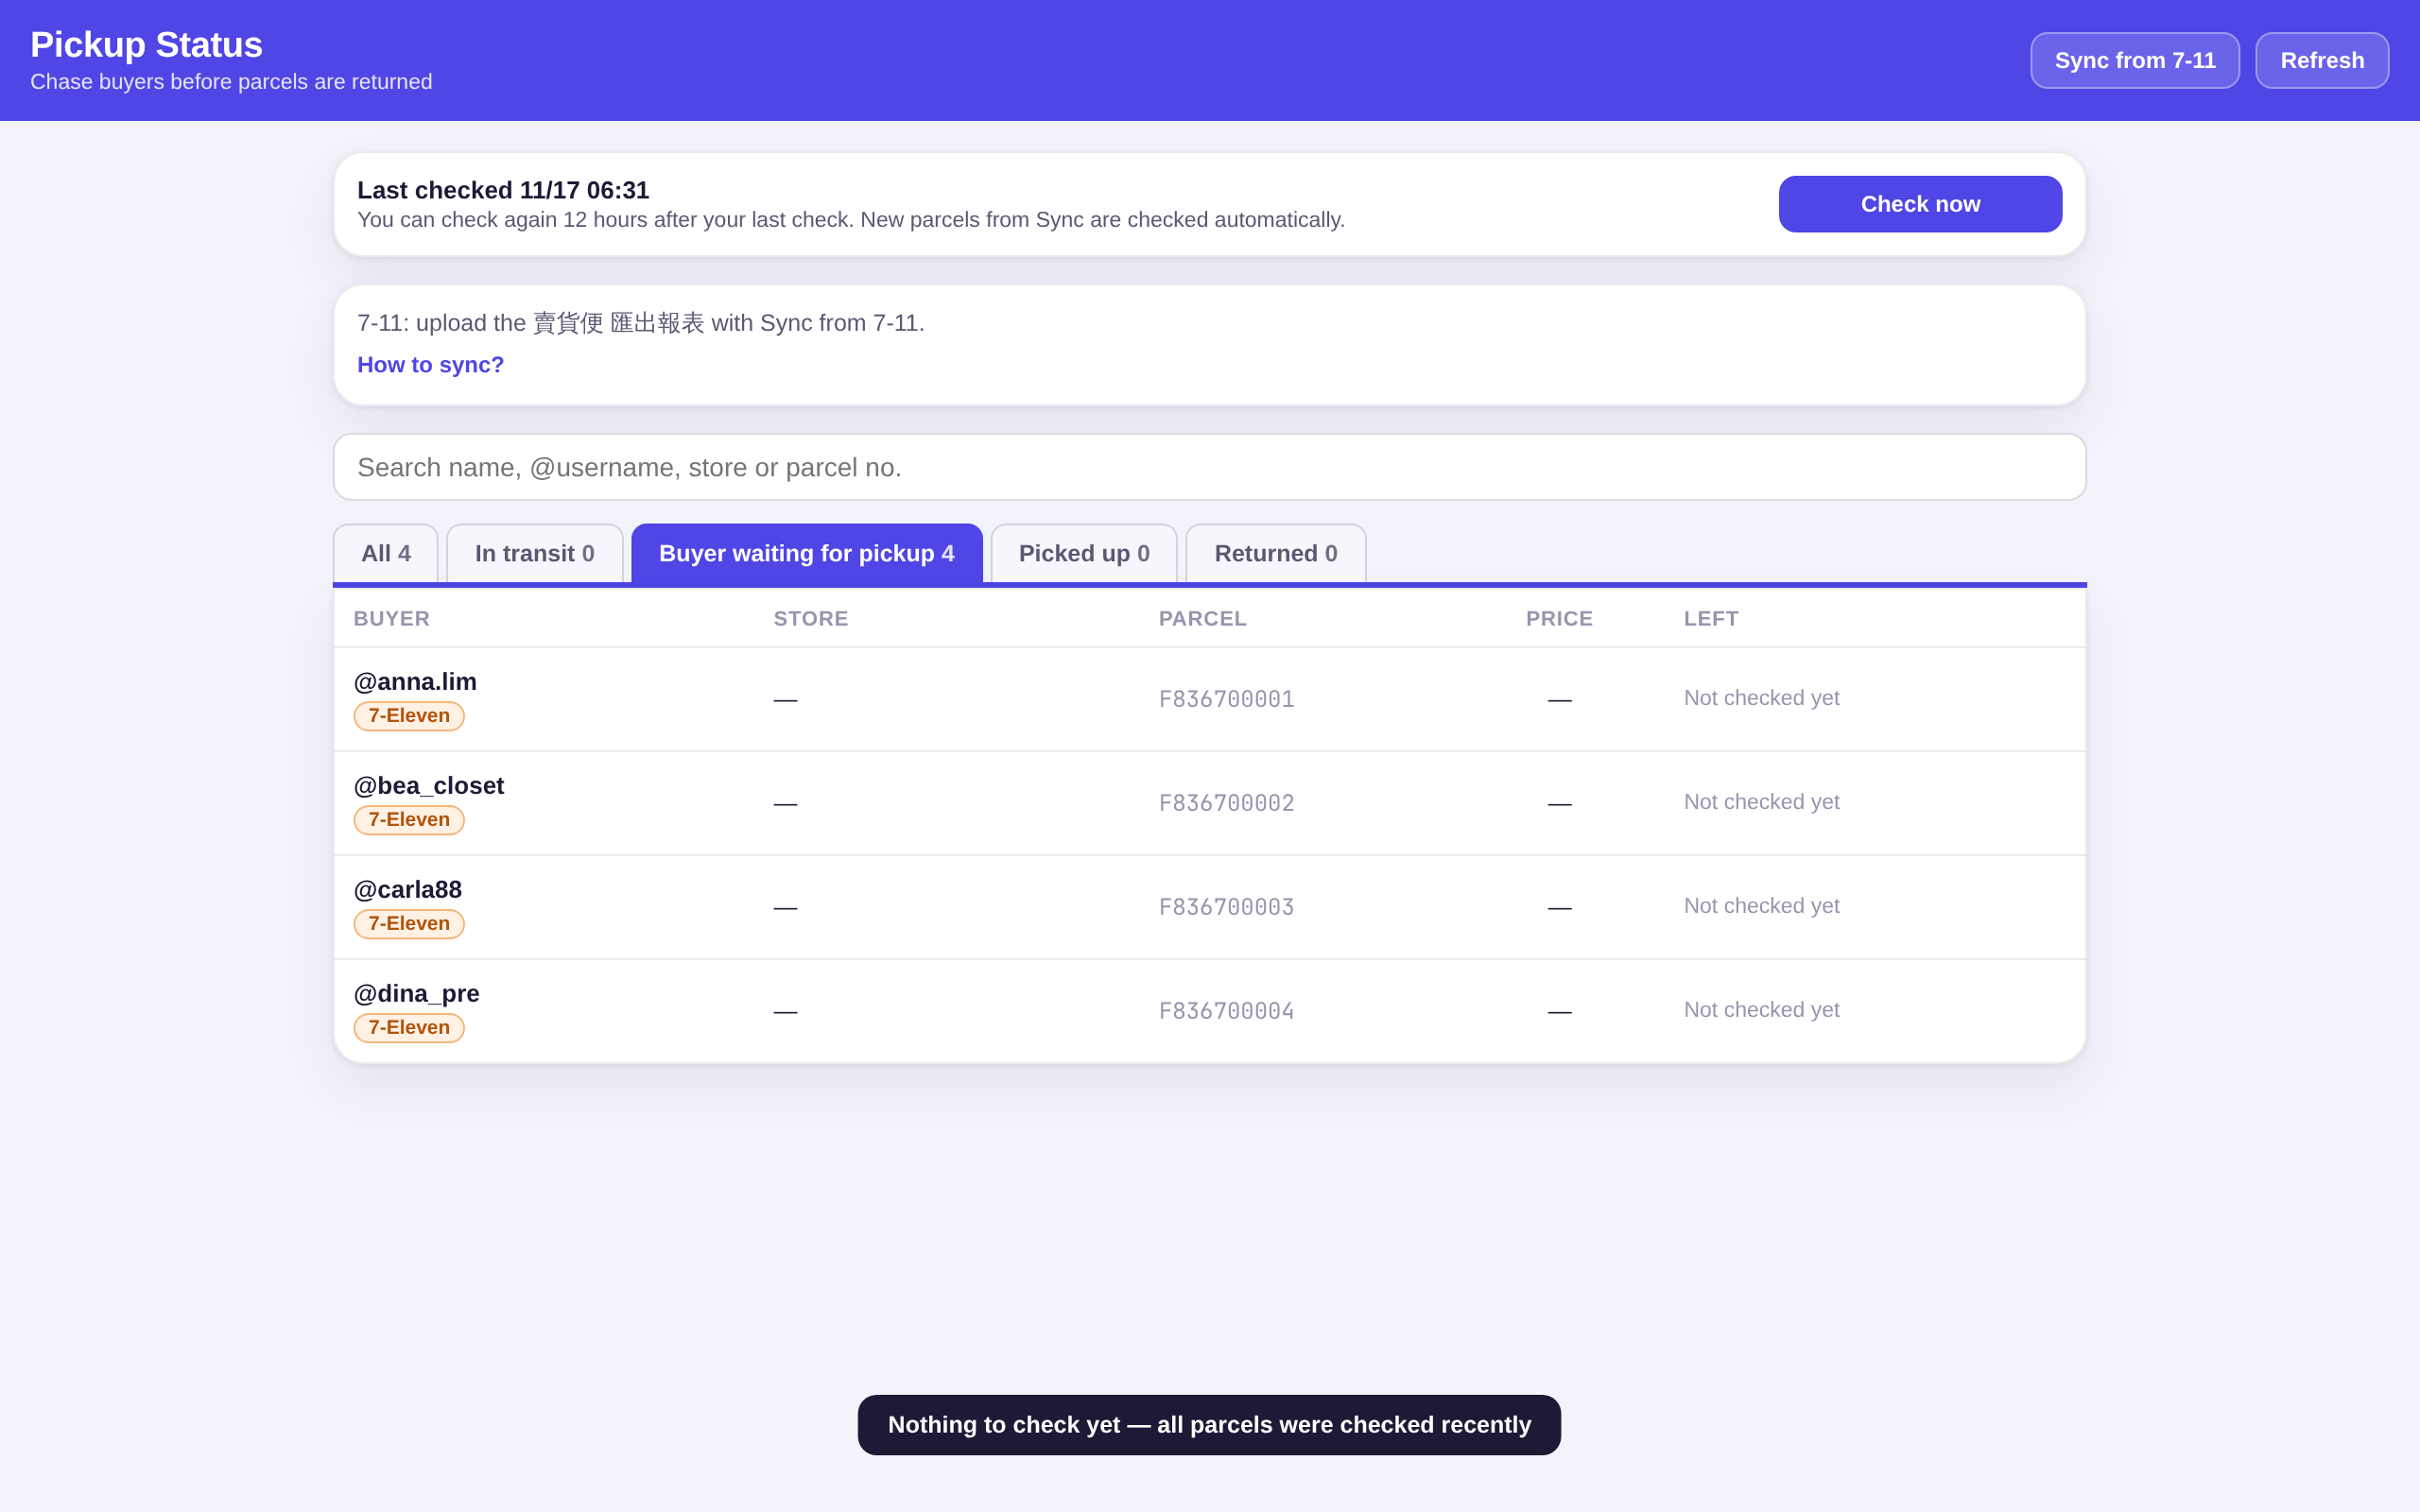 Pickup Status
Chase buyers before parcels are returned
Sync from 7-11
Refresh
Last checked 11/17 06:31
You can check again 12 hours after your last check. New parcels from Sync are checked automatically.
Check now
7-11: upload the 賣貨便 匯出報表 with Sync from 7-11.
How to sync?
Search name, @username, store or parcel no.
All 4
In transit 0
Buyer waiting for pickup 4
Picked up 0
Returned 0
BUYER STORE PARCEL PRICE LEFT
@anna.lim
7-Eleven
— F836700001 — Not checked yet
@bea_closet
7-Eleven
— F836700002 — Not checked yet
@carla88
7-Eleven
— F836700003 — Not checked yet
@dina_pre
7-Eleven
— F836700004 — Not checked yet
Nothing to check yet — all parcels were checked recently